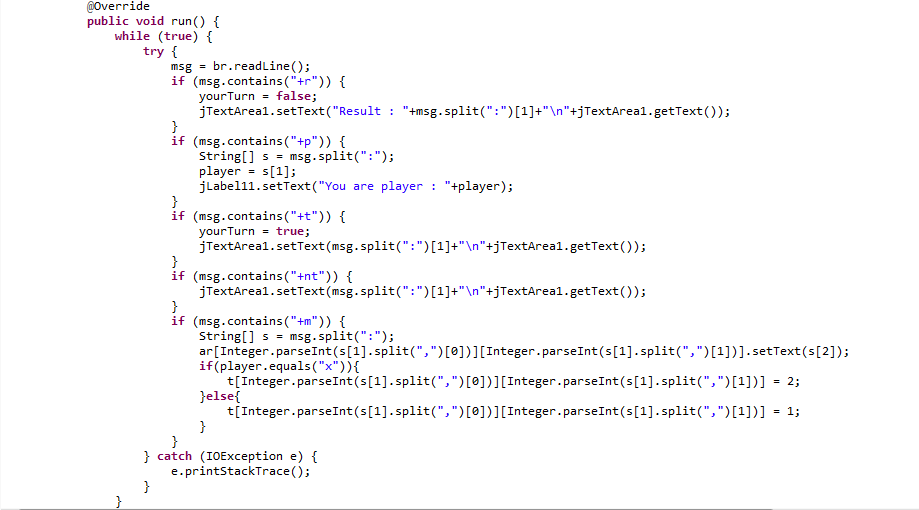 @Override
public void run() {
while (true) {
try {
msg = br.readLine();
if (msg.contains("+r")) {
yourTurn = false;
jTextArea1.setText("Result : "+msg.split(":")[1]+"\n"+jTextArea1.getText());
}
if (msg.contains("+p")) {
String[] s = msg.split(":");
player = s[1];
jLabel11.setText("You are player : "+player);
}
if (msg.contains("+t")) {
yourTurn = true;
jTextArea1.setText(msg.split(":")[1]+"\n"+jTextArea1.getText());
}
if (msg.contains("+nt")) {
jTextArea1.setText(msg.split(":")[1]+"\n"+jTextArea1.getText());
}
if (msg.contains("+m")) {
String[] s = msg.split(":");
ar[Integer.parseInt(s[1].split(",")[0])][Integer.parseInt(s[1].split(",")[1])].setText(s[2]);
if(player.equals("x")){
t[Integer.parseInt(s[1].split(",")[0])][Integer.parseInt(s[1].split(",")[1])] = 2;
}else{
t[Integer.parseInt(s[1].split(",")[0])][Integer.parseInt(s[1].split(",")[1])] = 1;
}
}
} catch (IOException e) {
e.printStackTrace();
}
}